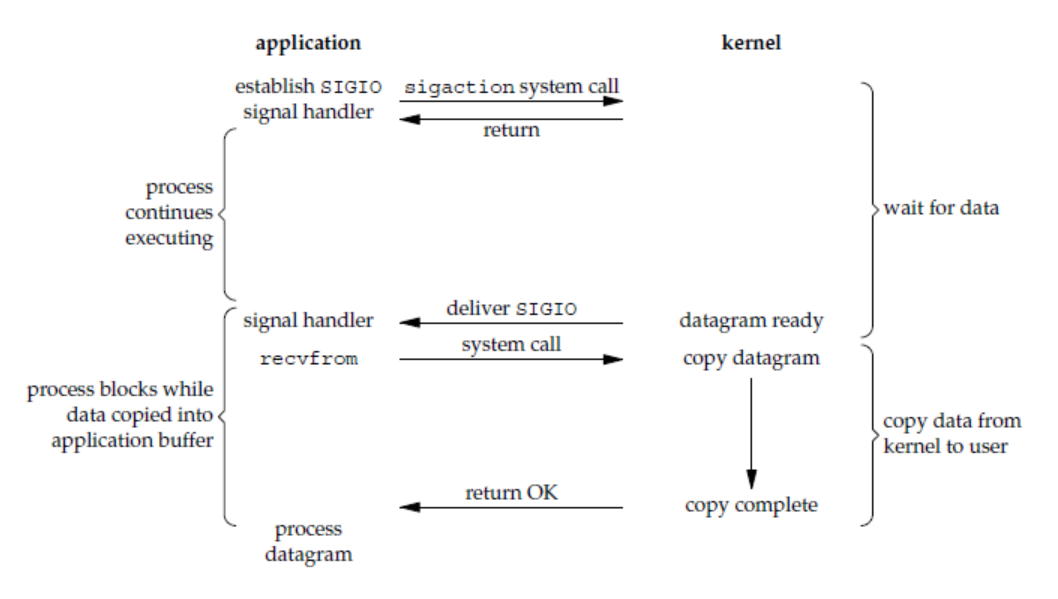 application
kernel
establish SIGIO
signal handler
sigaction system call
return
process
continues
executing
wait for data
signal handler
deliver SIGIO
datagram ready
recvfrom
system call
copy datagram
process blocks while
data copied into
application buffer
copy data from
kernel to user
return OK
copy complete
process
datagram